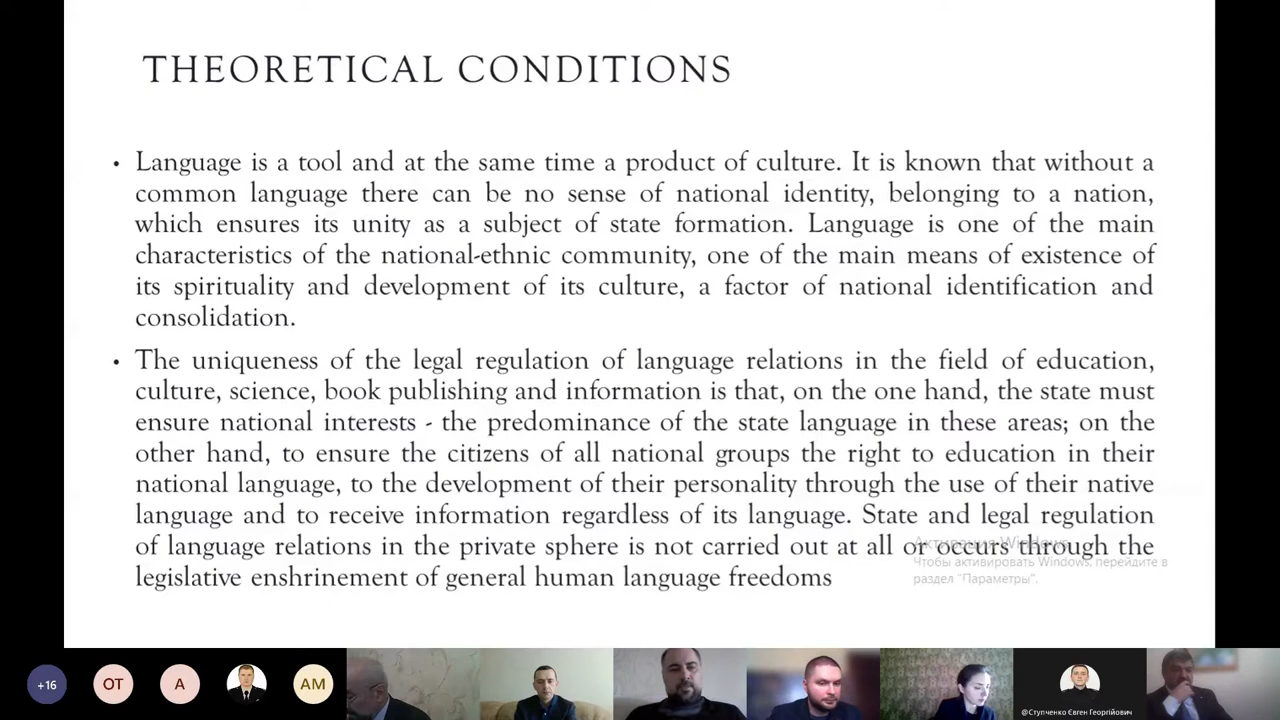 THEORETICAL CONDITIONS
• Language is a tool and at the same time a product of culture. It is known that without a
common language there can be no sense of national identity, belonging to a nation,
which ensures its unity as a subject of state formation. Language is one of the main
characteristics of the national-ethnic community, one of the main means of existence of
its spirituality and development of its culture, a factor of national identification and
consolidation.
• The uniqueness of the legal regulation of language relations in the field of education,
culture, science, book publishing and information is that, on the one hand, the state must
ensure national interests - the predominance of the state language in these areas; on the
other hand, to ensure the citizens of all national groups the right to education in their
national language, to the development of their personality through the use of their native
language and to receive information regardless of its language. State and legal regulation
of language relations in the private sphere is not carried out at all or occurs through the
legislative enshrinement of general human language freedoms
Активация Windows
Чтобы активировать Windows, перейдите в
раздел "Параметры".
+16
OT
A
AM
@Ступченко Євген Георгійович